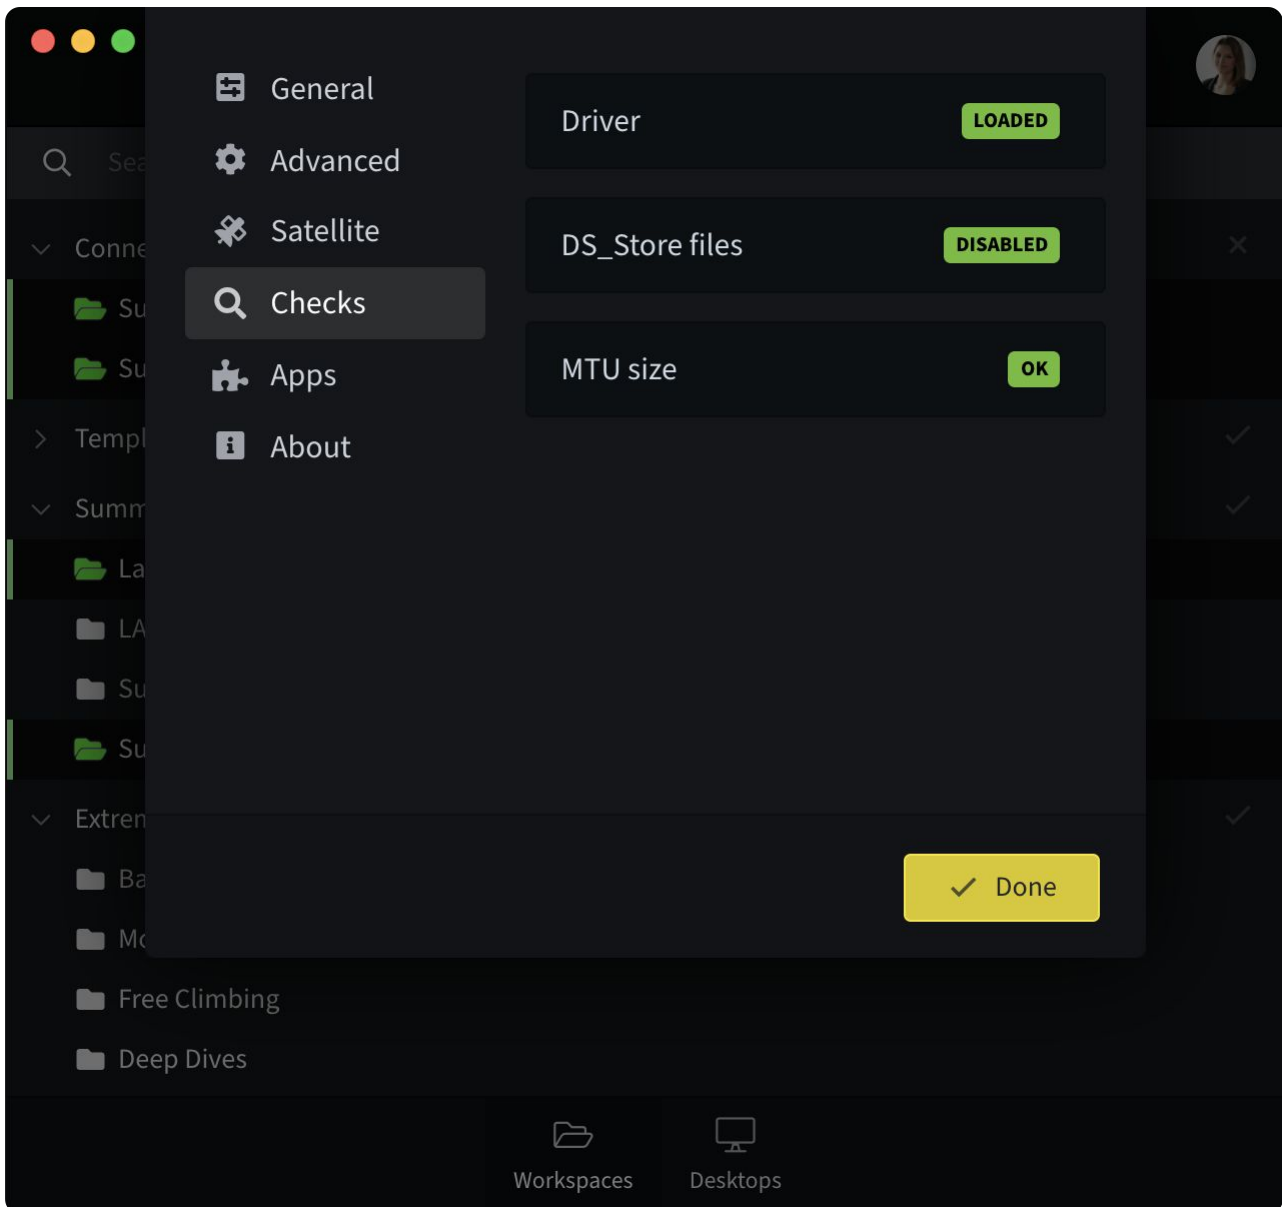 General
Advanced
Satellite
Checks
Apps
About
Driver LOADED
DS_Store files DISABLED
MTU size OK
Done
Free Climbing
Deep Dives
Workspaces
Desktops